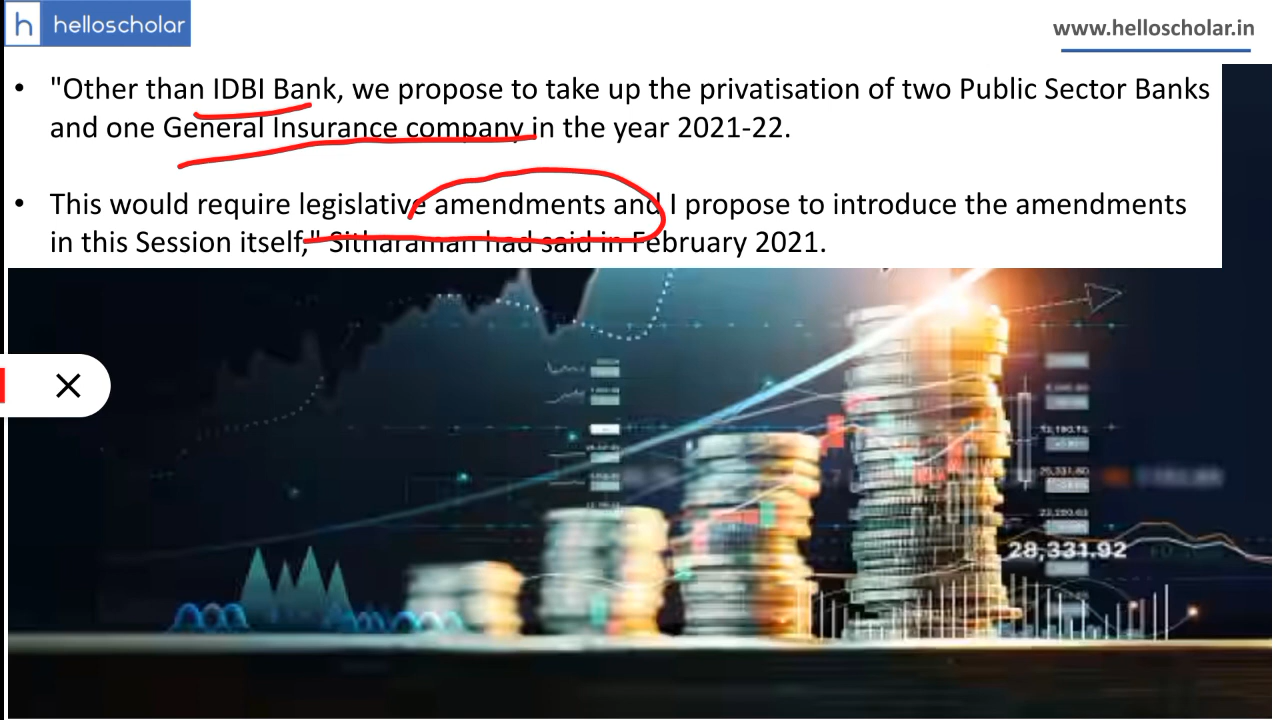 helloscholar
www.helloscholar.in
• "Other than IDBI Bank, we propose to take up the privatisation of two Public Sector Banks
and one General Insurance company in the year 2021-22.
• This would require legislative amendments and I propose to introduce the amendments
in this Session itself," Sitharaman had said in February 2021.
28,331.92